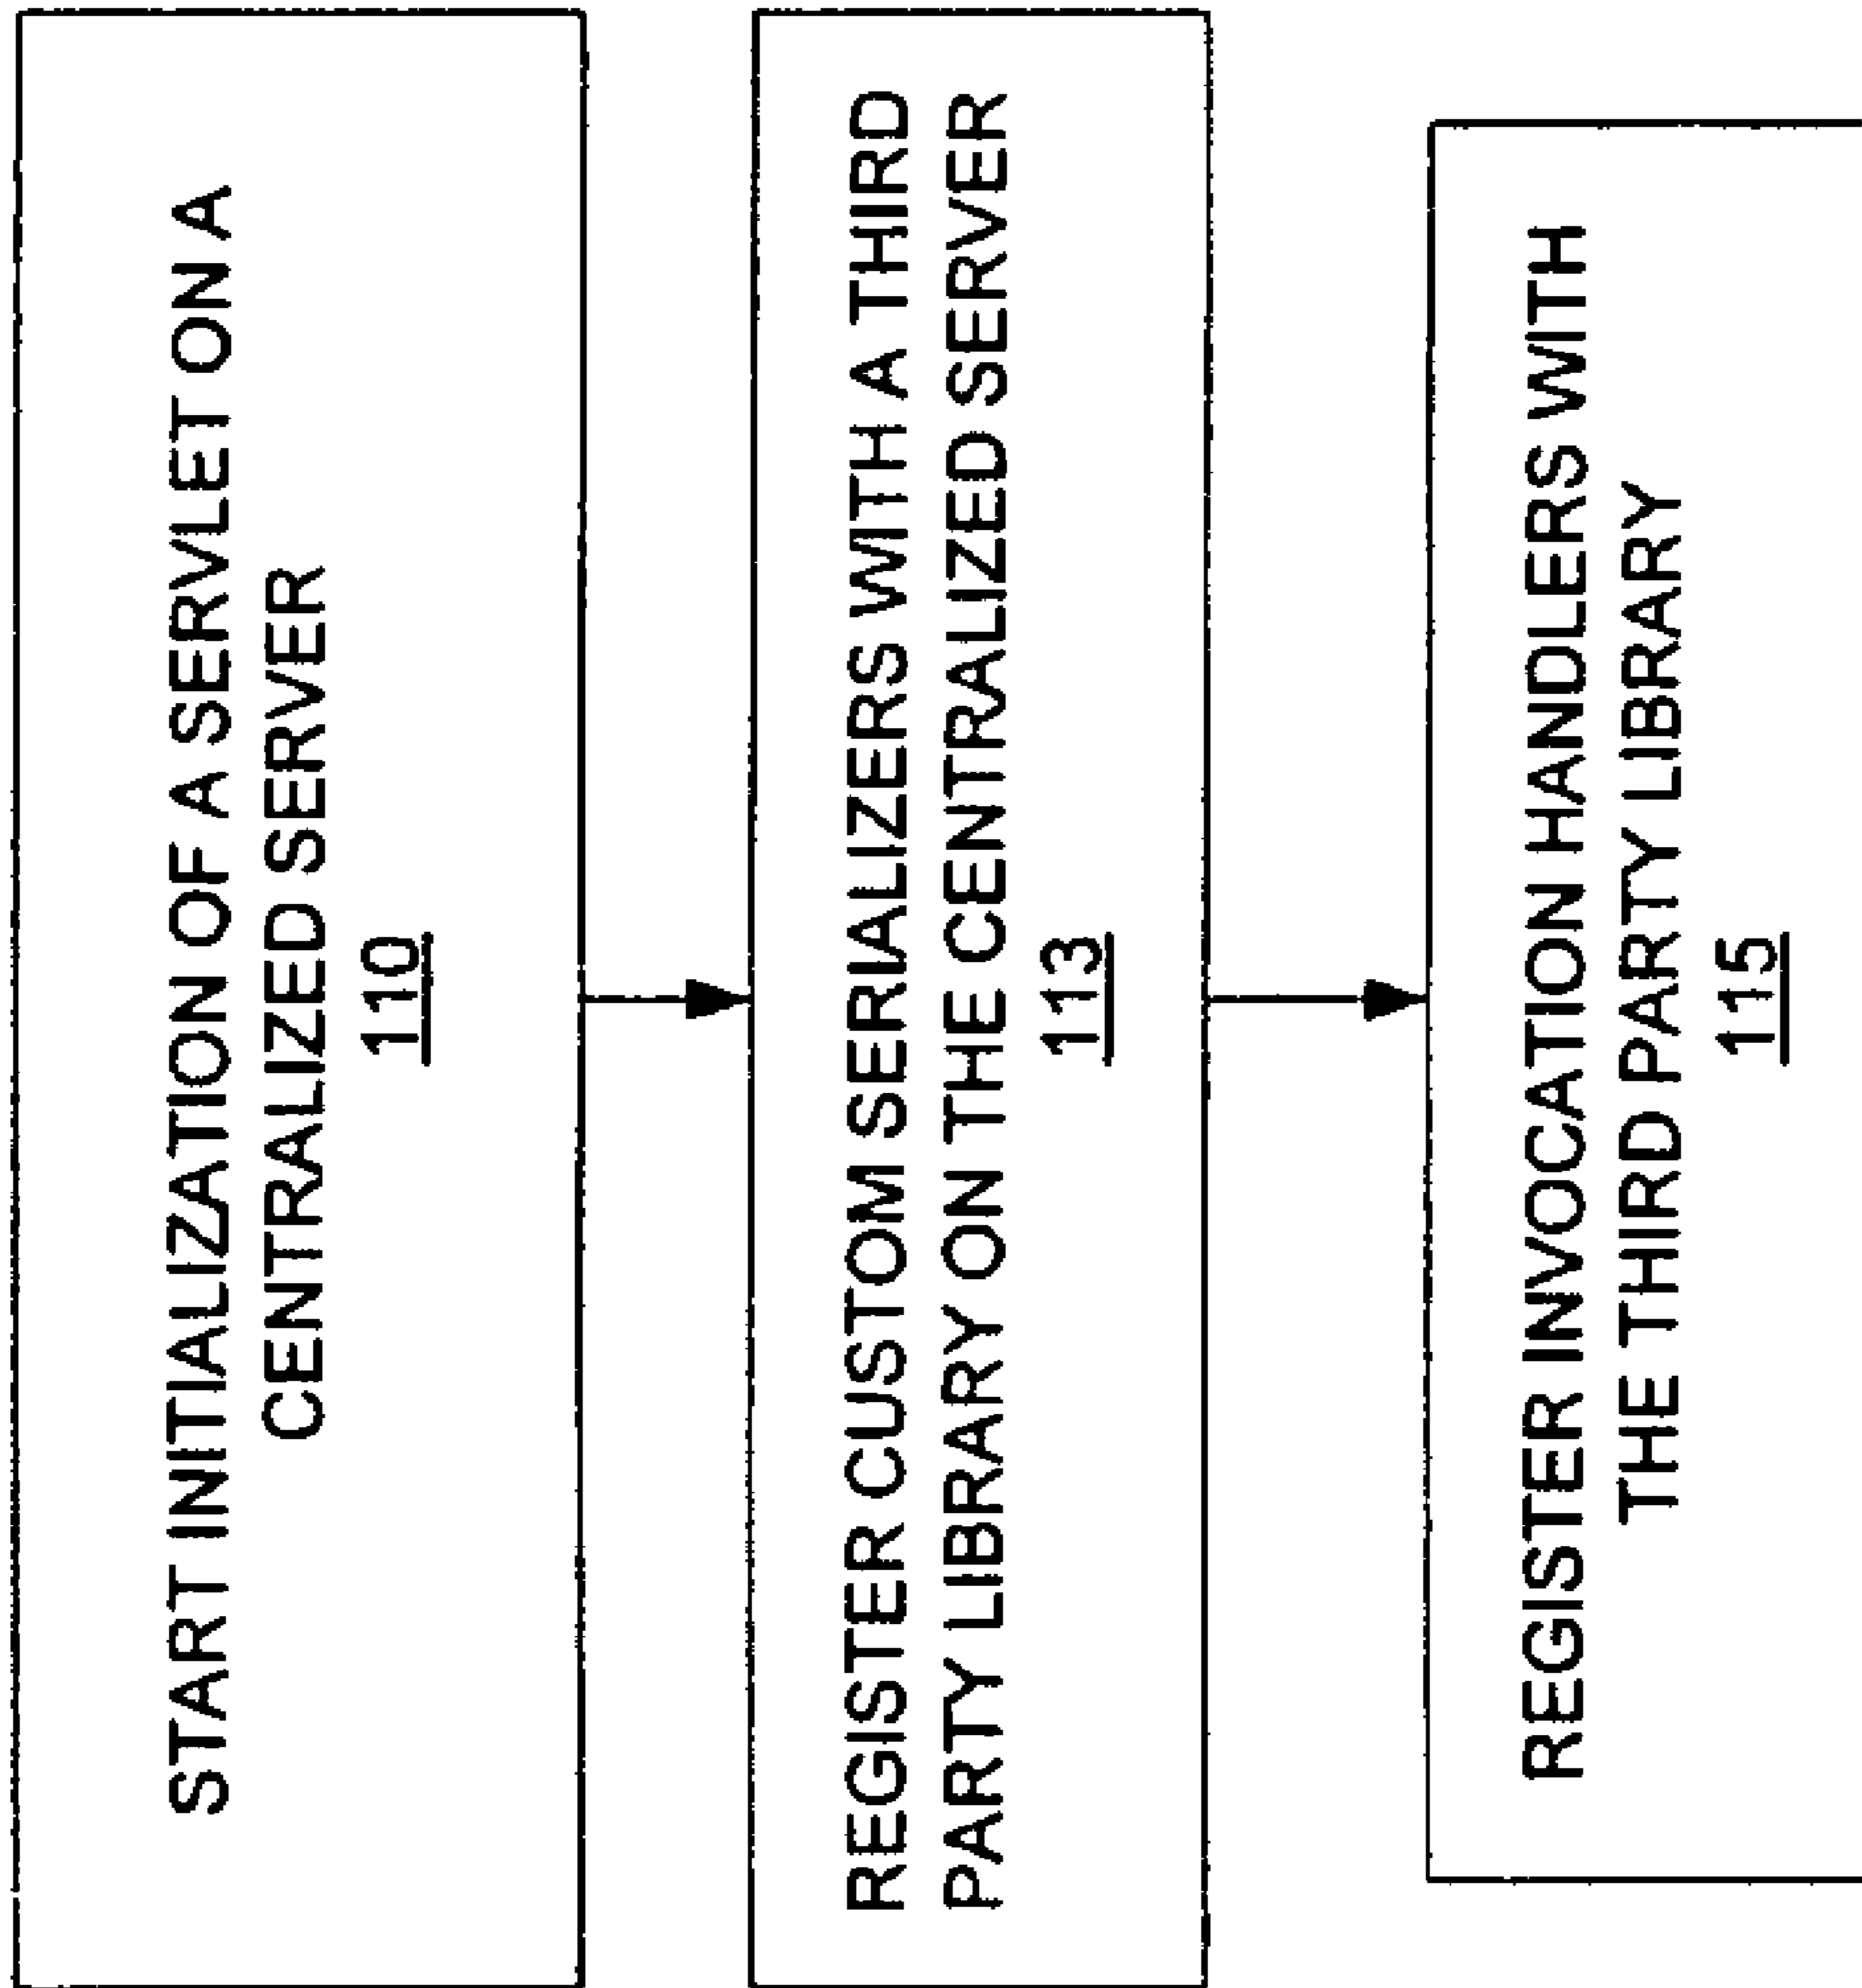 START INITIALIZATION OF A SERVLET ON A
CENTRALIZED SERVER
110
REGISTER CUSTOM SERIALIZERS WITH A THIRD
PARTY LIBRARY ON THE CENTRALIZED SERVER
113
REGISTER INVOCATION HANDLERS WITH
THE THIRD PARTY LIBRARY
115